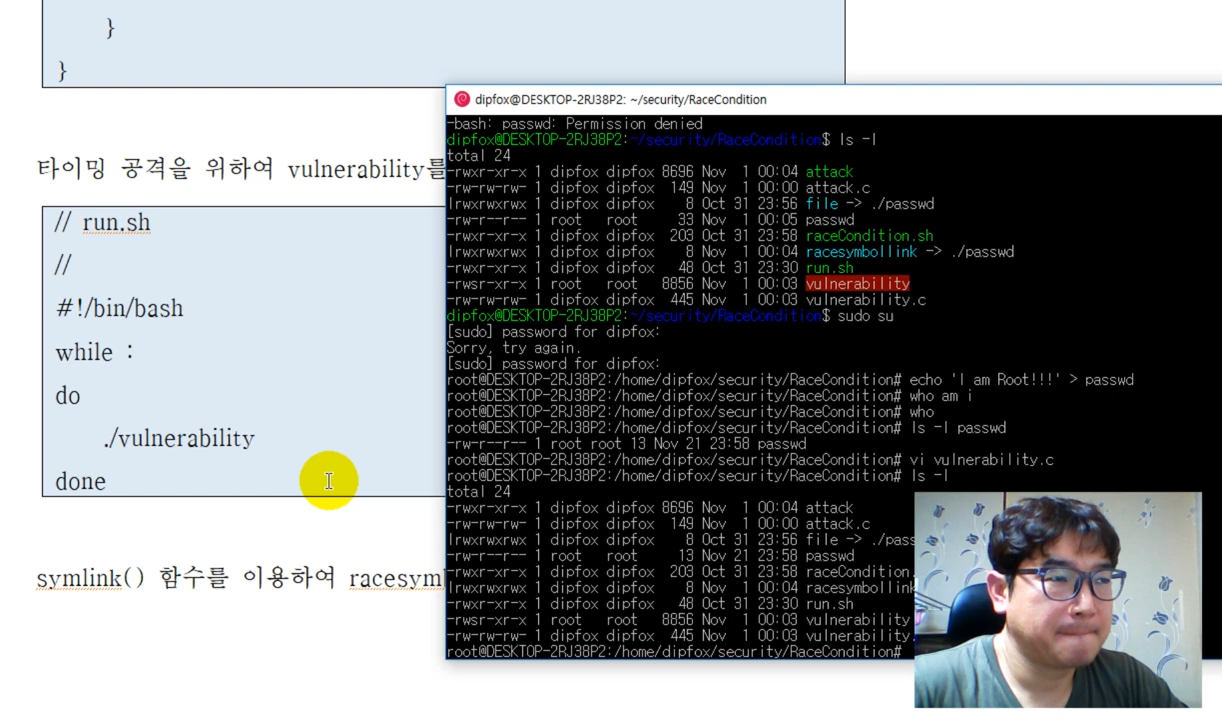 }
}
타이밍 공격을 위하여 vulnerability를
// run.sh
//
#!/bin/bash
while :
do
./vulnerability
done
symlink() 함수를 이용하여 racesym
dipfox@DESKTOP-2RJ38P2: ~/security/RaceCondition
-bash: passwd: Permission denied
dipfox@DESKTOP-2RJ38P2:~/security/RaceCondition$ ls -l
total 24
-rwxr-xr-x 1 dipfox dipfox 8696 Nov 1 00:04 attack
-rw-rw-rw- 1 dipfox dipfox 149 Nov 1 00:00 attack.c
lrwxrwxrwx 1 dipfox dipfox 8 Oct 31 23:56 file -> ./passwd
-rw-r--r-- 1 root root 33 Nov 1 00:05 passwd
-rwxr-xr-x 1 dipfox dipfox 203 Oct 31 23:58 raceCondition.sh
lrwxrwxrwx 1 dipfox dipfox 8 Nov 1 00:04 racesymbollink -> ./passwd
-rwxr-xr-x 1 dipfox dipfox 48 Oct 31 23:30 run.sh
-rwsr-xr-x 1 root root 8856 Nov 1 00:03 vulnerability
-rw-rw-rw- 1 dipfox dipfox 445 Nov 1 00:03 vulnerability.c
dipfox@DESKTOP-2RJ38P2:~/security/RaceCondition$ sudo su
[sudo] password for dipfox:
Sorry, try again.
[sudo] password for dipfox:
root@DESKTOP-2RJ38P2:/home/dipfox/security/RaceCondition# echo 'I am Root!!!' > passwd
root@DESKTOP-2RJ38P2:/home/dipfox/security/RaceCondition# who am i
root@DESKTOP-2RJ38P2:/home/dipfox/security/RaceCondition# who
root@DESKTOP-2RJ38P2:/home/dipfox/security/RaceCondition# ls -l passwd
-rw-r--r-- 1 root root 13 Nov 21 23:58 passwd
root@DESKTOP-2RJ38P2:/home/dipfox/security/RaceCondition# vi vulnerability.c
root@DESKTOP-2RJ38P2:/home/dipfox/security/RaceCondition# ls -l
total 24
-rwxr-xr-x 1 dipfox dipfox 8696 Nov 1 00:04 attack
-rw-rw-rw- 1 dipfox dipfox 149 Nov 1 00:00 attack.c
lrwxrwxrwx 1 dipfox dipfox 8 Oct 31 23:56 file -> ./pass
-rw-r--r-- 1 root root 13 Nov 21 23:58 passwd
-rwxr-xr-x 1 dipfox dipfox 203 Oct 31 23:58 raceCondition.
lrwxrwxrwx 1 dipfox dipfox 8 Nov 1 00:04 racesymbollink
-rwxr-xr-x 1 dipfox dipfox 48 Oct 31 23:30 run.sh
-rwsr-xr-x 1 root root 8856 Nov 1 00:03 vulnerability
-rw-rw-rw- 1 dipfox dipfox 445 Nov 1 00:03 vulnerability.
root@DESKTOP-2RJ38P2:/home/dipfox/security/RaceCondition#